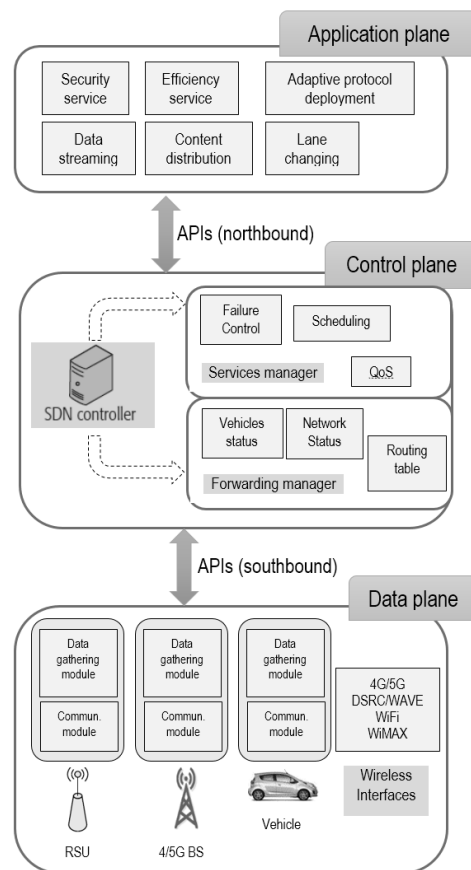 Application plane
Security
service
Efficiency
service
Adaptive protocol
deployment
Data
streaming
Content
distribution
Lane
changing
APIs (northbound)
Control plane
SDN controller
Failure
Control
Scheduling
Services manager
QoS
Vehicles
status
Network
Status
Routing
table
Forwarding manager
APIs (southbound)
Data plane
Data
gathering
module
Commun.
module
Data
gathering
module
Commun.
module
Data
gathering
module
Commun.
module
4G/5G
DSRC/WAVE
WiFi
WiMAX
Wireless
Interfaces
RSU
4/5G BS
Vehicle